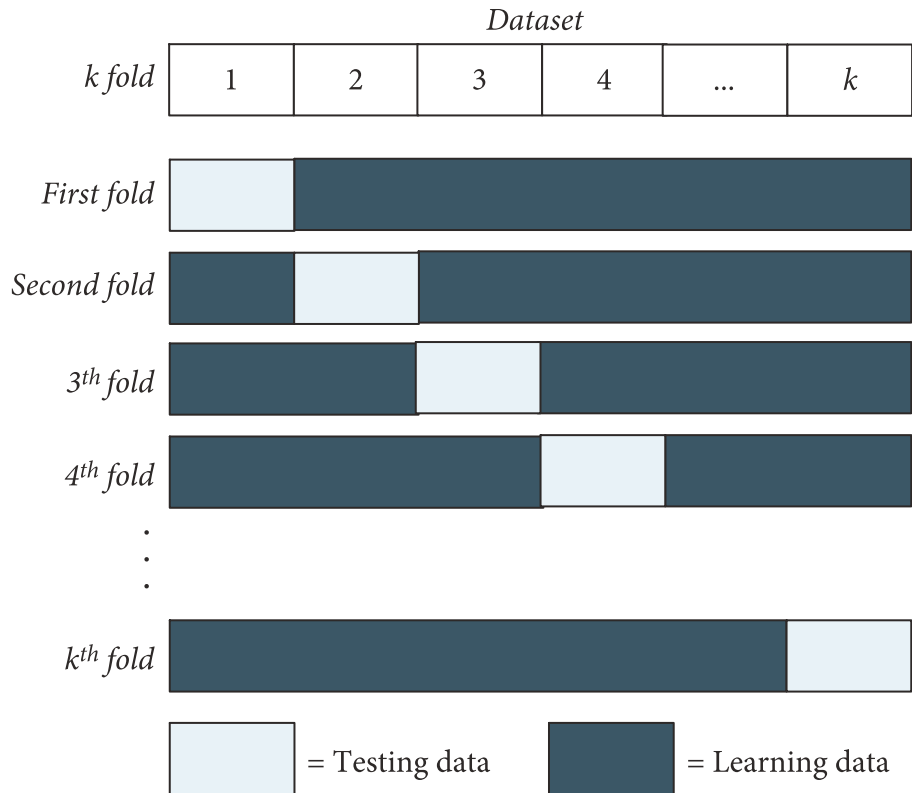 Dataset
k fold 1 2 3 4 ... k
First fold
Second fold
3th fold
4th fold
.
.
.
kth fold
= Testing data = Learning data